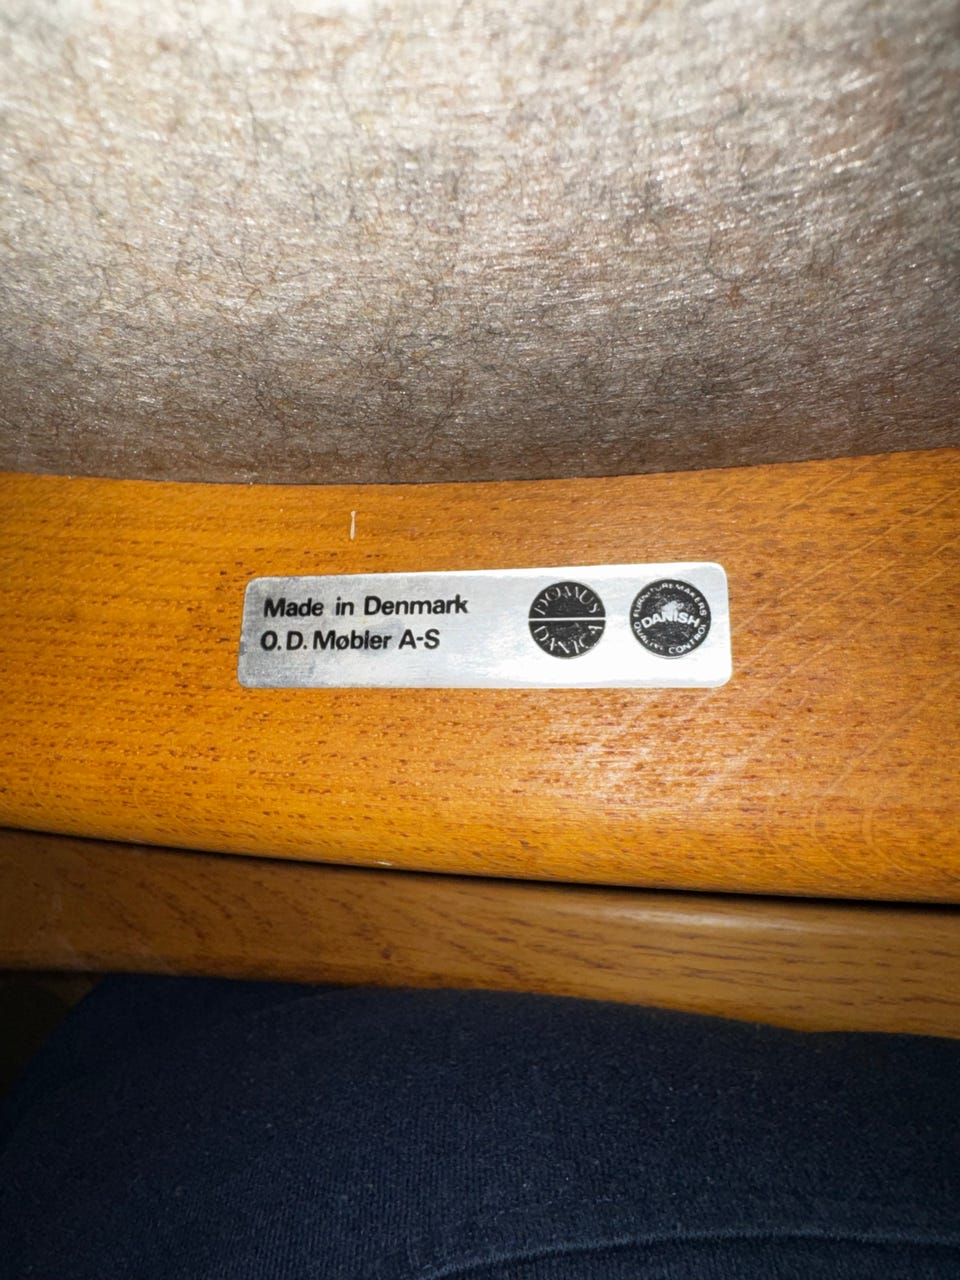 Made in Denmark
O. D. Møbler A-S
DOMUS
DANICA
FURNITUREMAKERS
DANISH
QUALITY CONTROL